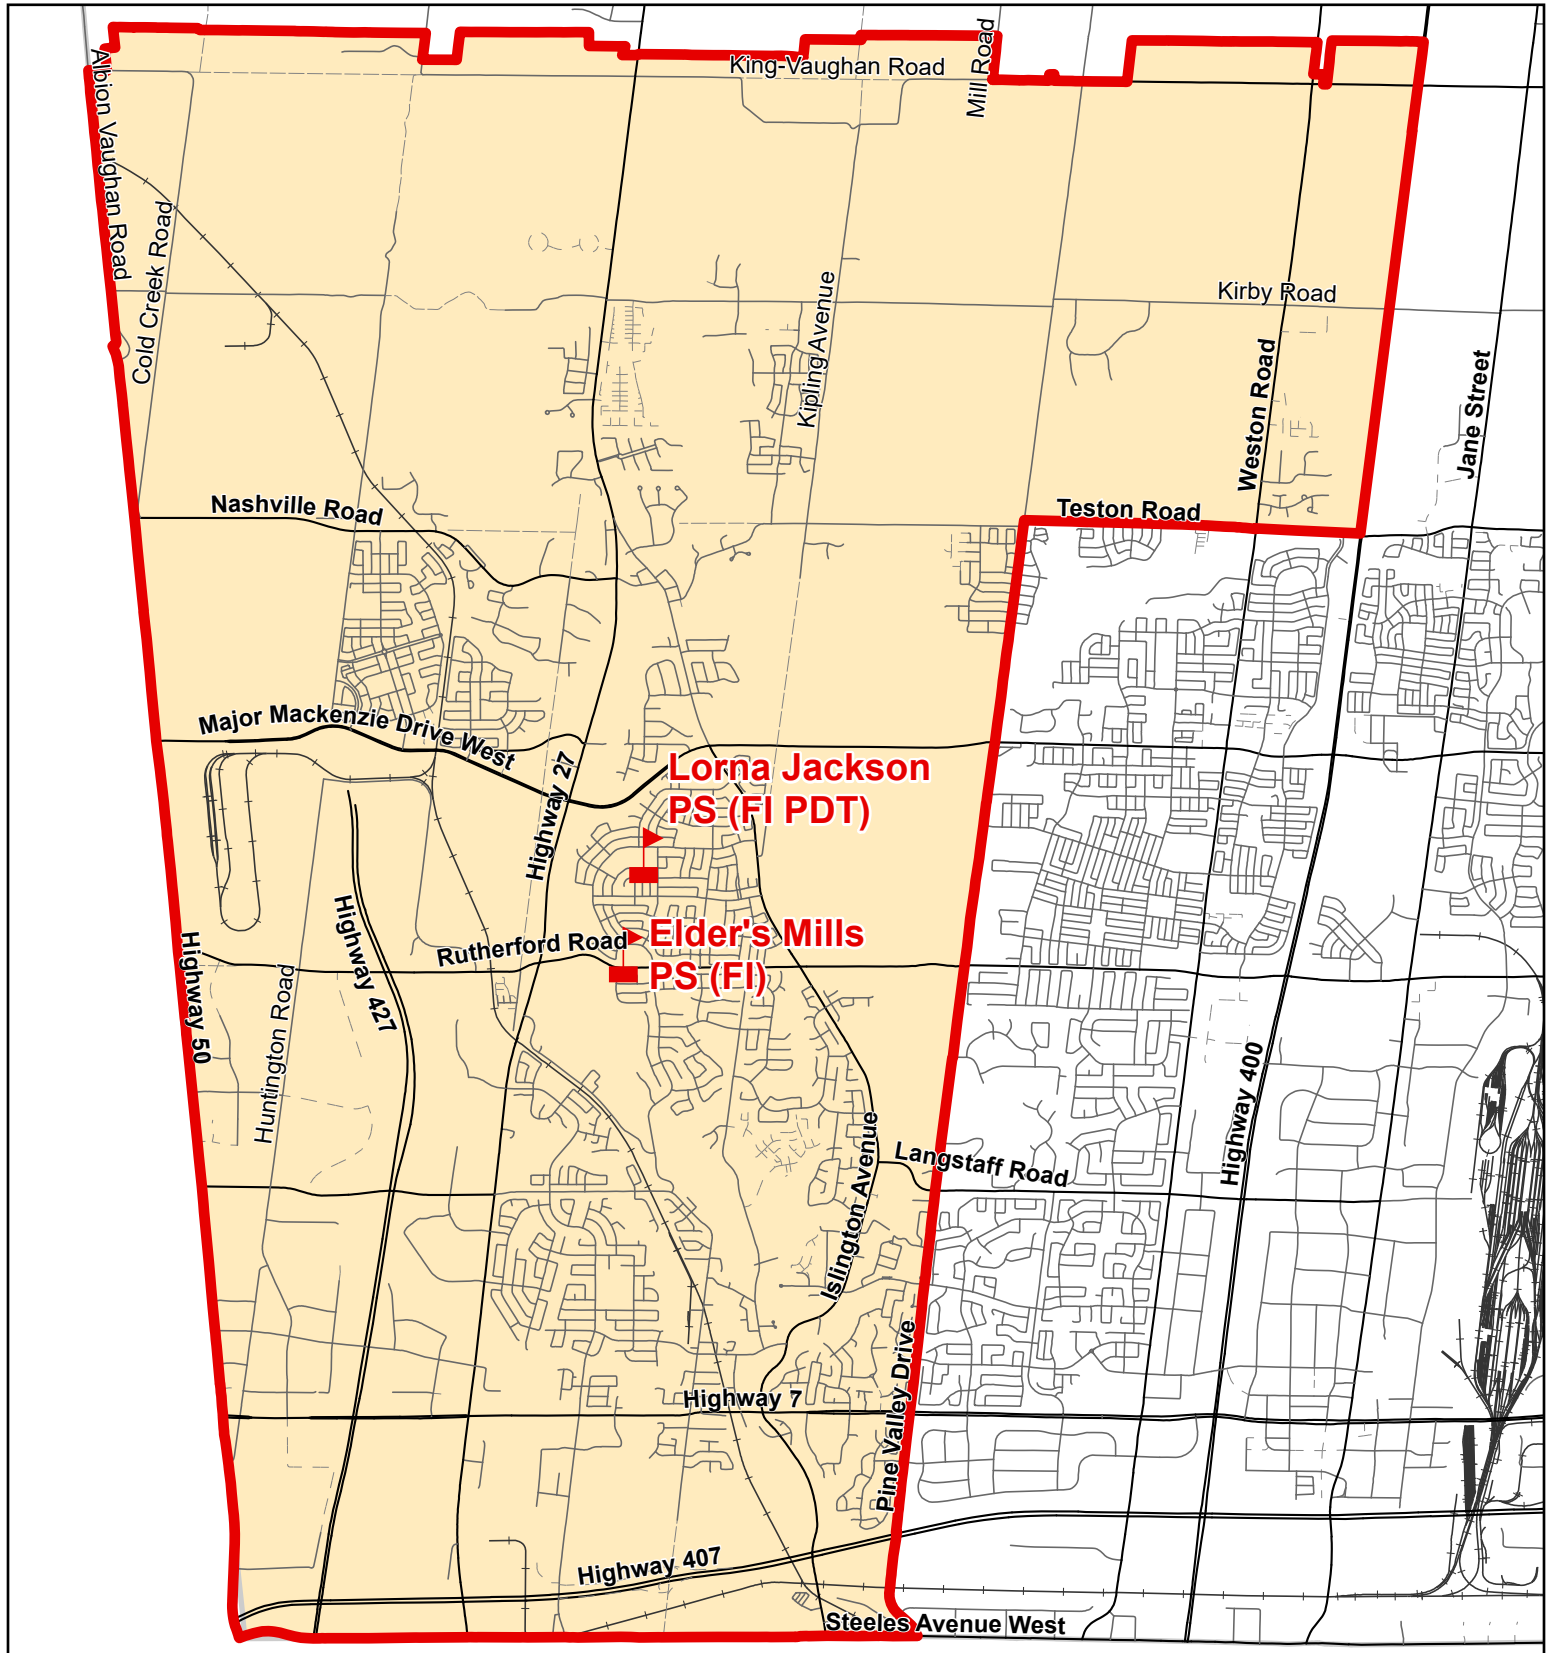 King-Vaughan Road
Mill Road
Albion Vaughan Road
Cold Creek Road
Kirby Road
Kipling Avenue
Weston Road
Jane Street
Nashville Road
Teston Road
Major Mackenzie Drive West
Highway 27
Lorna Jackson
PS (FI PDT)
Elder's Mills
PS (FI)
Rutherford Road
Highway 427
Highway 50
Huntington Road
Highway 400
Langstaff Road
Islington Avenue
Pine Valley Drive
Highway 7
Highway 407
Steeles Avenue West